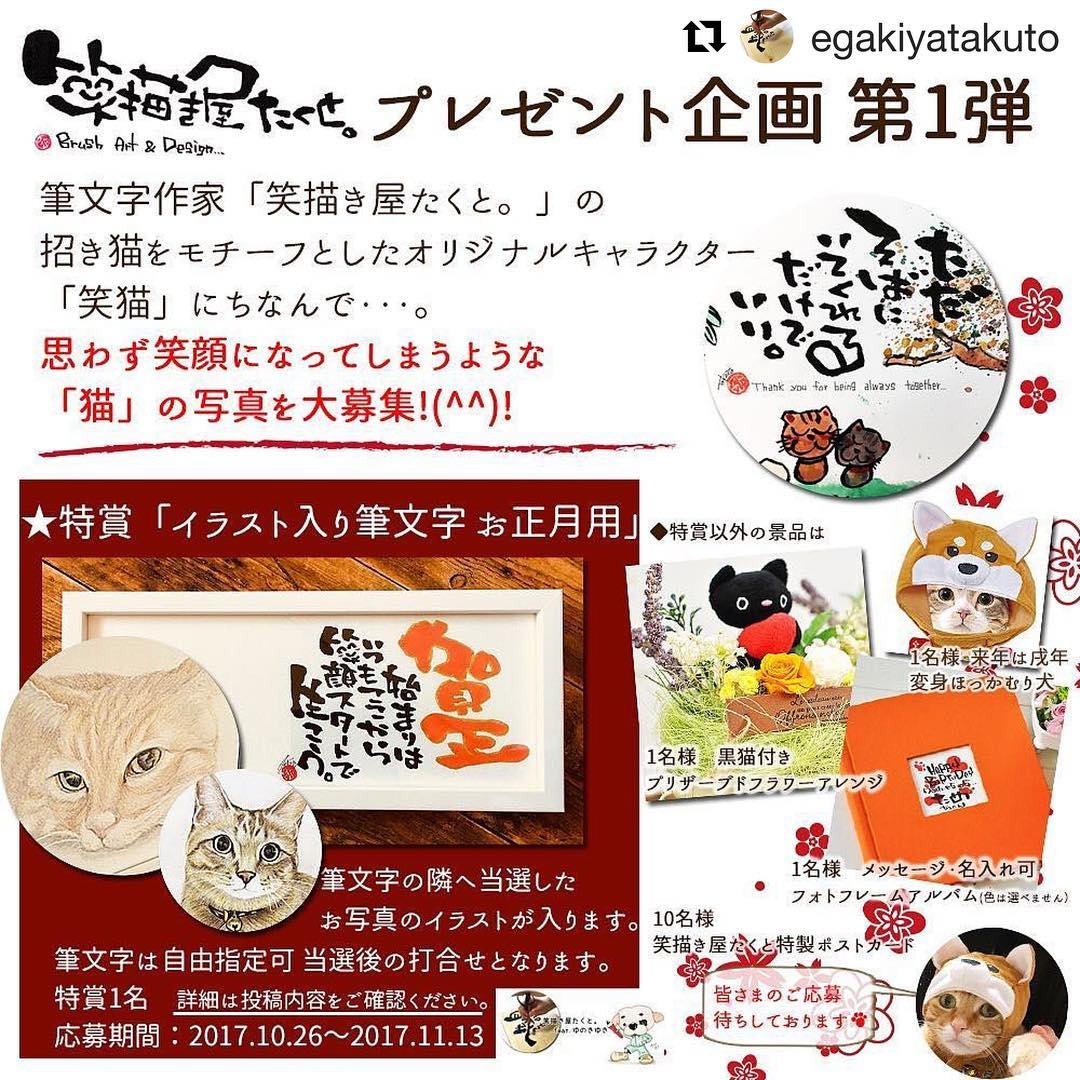 egakiyatakuto
笑描き屋たくと。
Brush Art & Design...
プレゼント企画 第1弾
筆文字作家「笑描き屋たくと。」の
招き猫をモチーフとしたオリジナルキャラクター
「笑猫」にちなんで･･･。
思わず笑顔になってしまうような
「猫」の写真を大募集!(^^)!
ただ
そばに
いてくれる
だけで
いい。
Thank you for being always together...
★特賞「イラスト入り筆文字 お正月用」
賀正
始まりは
いつもここから
笑顔スタートで
生こう。
筆文字の隣へ当選した
お写真のイラストが入ります。
筆文字は自由指定可 当選後の打合せとなります。
特賞1名 詳細は投稿内容をご確認ください。
応募期間：2017.10.26〜2017.11.13
◆特賞以外の景品は
1名様 来年は戌年
変身ほっかむり犬
1名様 黒猫付き
プリザーブドフラワーアレンジ
Happy
Birthday
1名様 メッセージ・名入れ可
フォトフレームアルバム(色は選べません)
10名様
笑描き屋たくと特製ポストカード
皆さまのご応募
待ちしております
笑描き屋たくと。
feat. ゆのきゆき